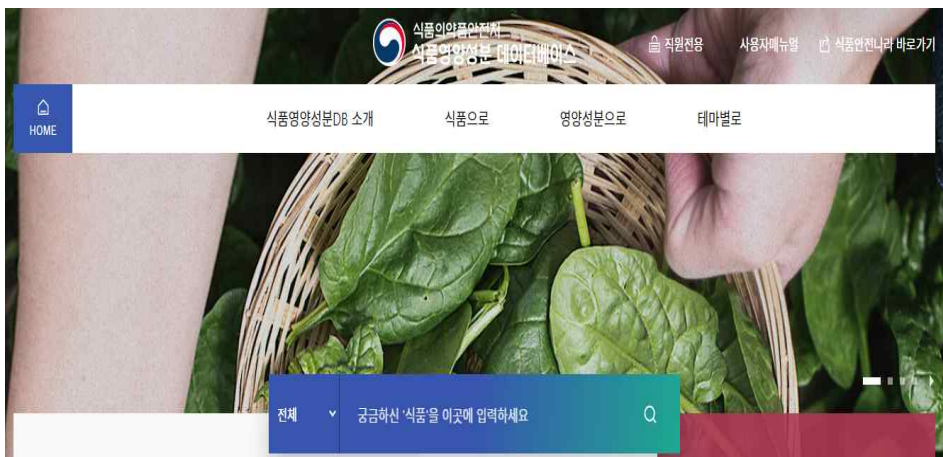 식품의약품안전처
식품영양성분 데이터베이스
직원전용 사용자매뉴얼 식품안전나라 바로가기
HOME
식품영양성분DB 소개 식품으로 영양성분으로 테마별로
전체 궁금하신 '식품'을 이곳에 입력하세요